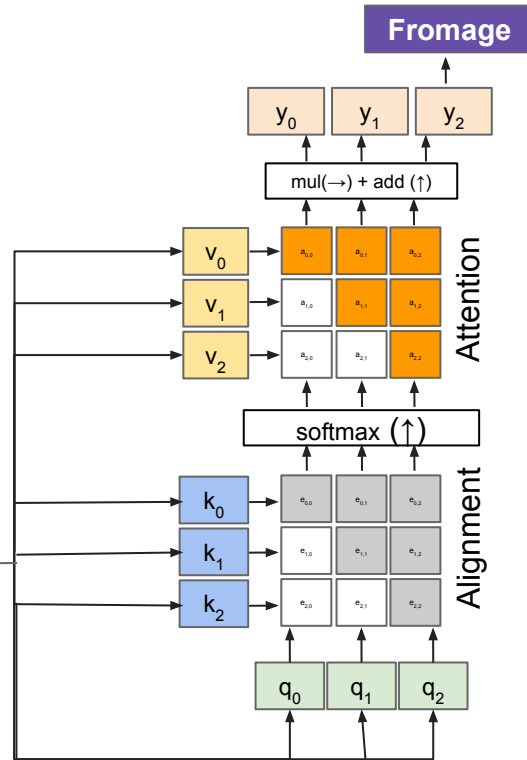 Fromage
y0 y1 y2
mul(→) + add (↑)
v0 a0,0 a0,1 a0,2
v1 a1,0 a1,1 a1,2
v2 a2,0 a2,1 a2,2
Attention
softmax (↑)
k0 e0,0 e0,1 e0,2
k1 e1,0 e1,1 e1,2
k2 e2,0 e2,1 e2,2
Alignment
q0 q1 q2